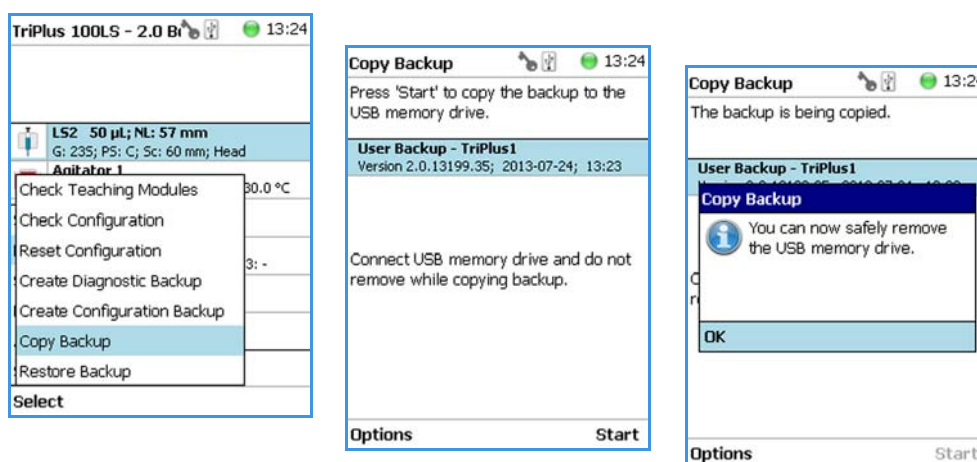 TriPlus 100LS - 2.0 B
13:24
LS2 50 µL; NL: 57 mm
G: 235; PS: C; Sc: 60 mm; Head
Agitator 1
30.0 °C
Check Teaching Modules
Check Configuration
Reset Configuration
3: -
Create Diagnostic Backup
Create Configuration Backup
Copy Backup
Restore Backup
Select
Copy Backup
13:24
Press 'Start' to copy the backup to the
USB memory drive.
User Backup - TriPlus1
Version 2.0.13199.35; 2013-07-24; 13:23
Connect USB memory drive and do not
remove while copying backup.
Options
Start
Copy Backup
13:24
The backup is being copied.
User Backup - TriPlus1
Copy Backup
You can now safely remove
the USB memory drive.
OK
Options
Start